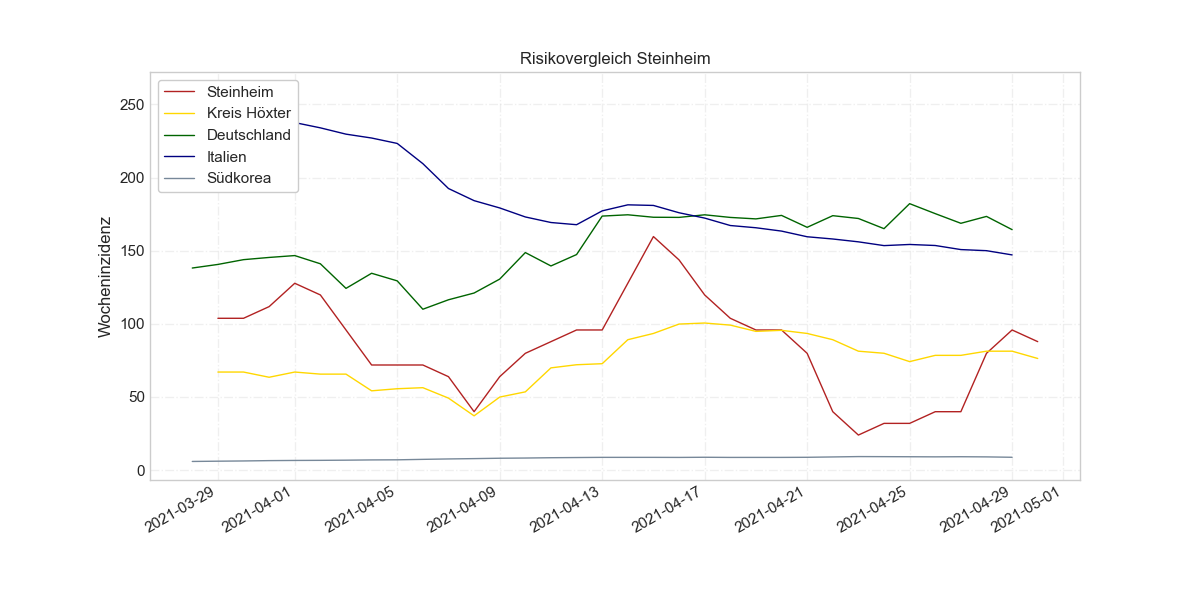 Risikovergleich Steinheim
Steinheim
Kreis Höxter
Deutschland
Italien
Südkorea
Wocheninzidenz
250
200
150
100
50
0
2021-03-29
2021-04-01
2021-04-05
2021-04-09
2021-04-13
2021-04-17
2021-04-21
2021-04-25
2021-04-29
2021-05-01